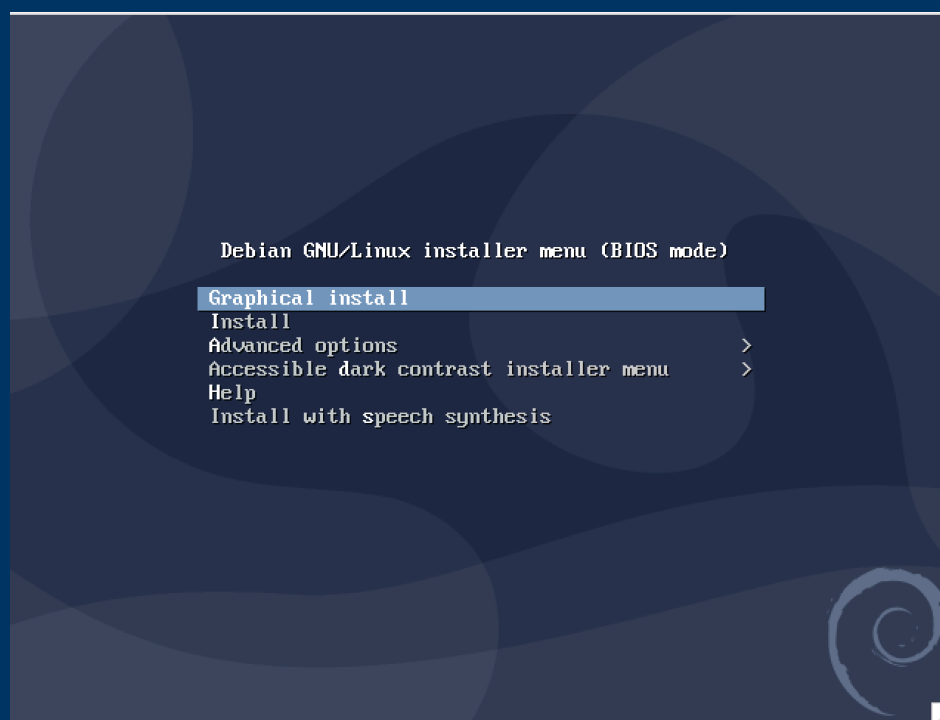 Debian GNU/Linux installer menu (BIOS mode)
Graphical install
Install
Advanced options >
Accessible dark contrast installer menu >
Help
Install with speech synthesis